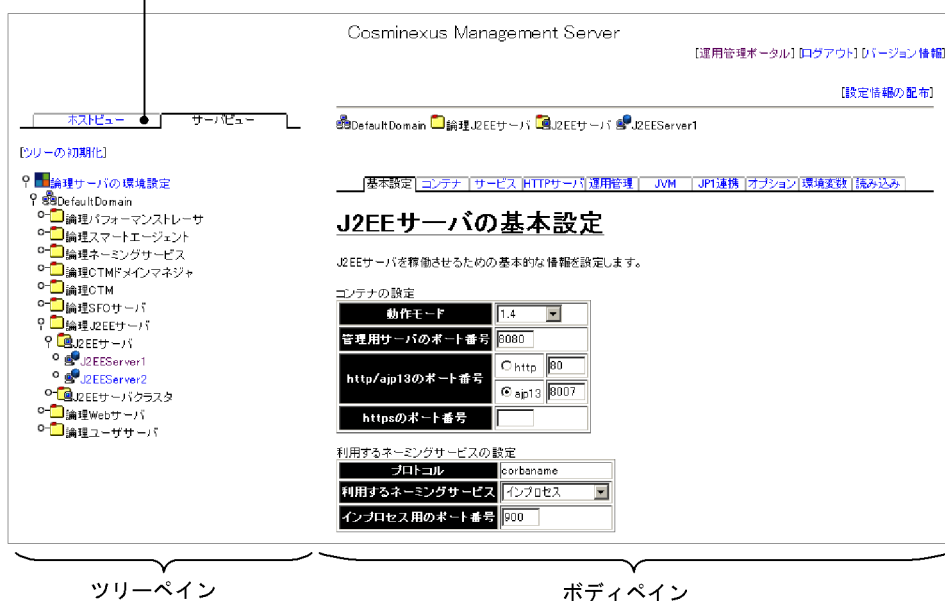 Cosminexus Management Server
[運用管理ポータル] [ログアウト] [バージョン情報]
[設定情報の配布]
ホストビュー サーバビュー
DefaultDomain 論理J2EEサーバ J2EEサーバ J2EEServer1
[ツリーの初期化]
論理サーバの環境設定
DefaultDomain
論理パフォーマンストレーサ
論理スマートエージェント
論理ネーミングサービス
論理CTMドメインマネジャ
論理CTM
論理SFOサーバ
論理J2EEサーバ
J2EEサーバ
J2EEServer1
J2EEServer2
J2EEサーバクラスタ
論理Webサーバ
論理ユーザサーバ
基本設定 コンテナ サービス HTTPサーバ 運用管理 JVM JP1連携 オプション 環境変数 読み込み
J2EEサーバの基本設定
J2EEサーバを稼働させるための基本的な情報を設定します。
コンテナの設定
動作モード 1.4
管理用サーバのポート番号 8080
http/ajp13のポート番号 http 80
ajp13 8007
httpsのポート番号
利用するネーミングサービスの設定
プロトコル corbaname
利用するネーミングサービス インプロセス
インプロセス用のポート番号 900
ツリーペイン ボディペイン